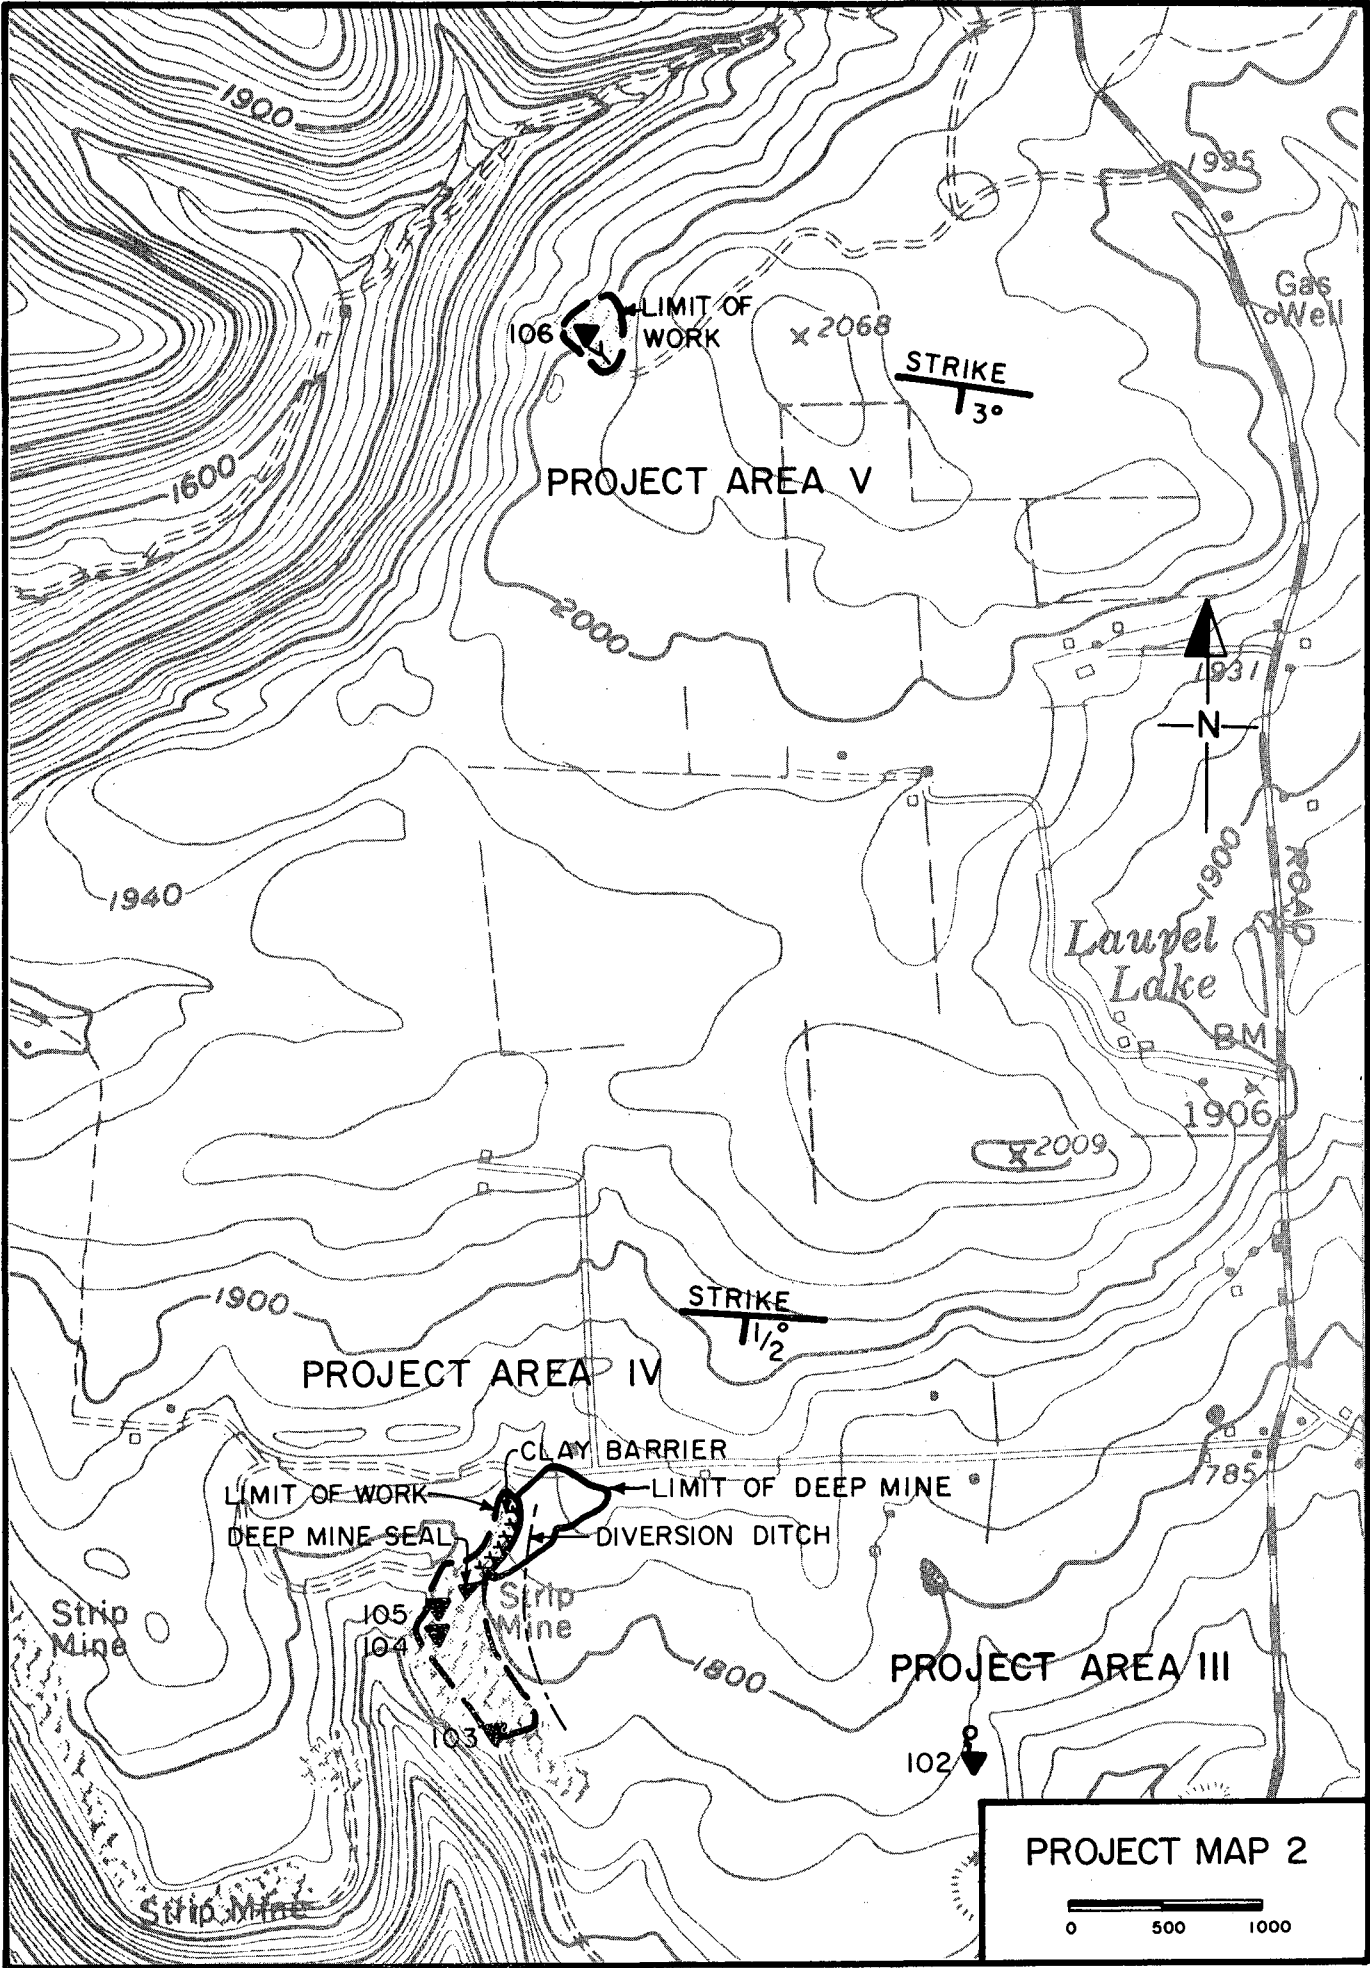 1900
1995
Gas
Well
LIMIT OF
WORK
106
2068
STRIKE
3°
1600
PROJECT AREA V
2000
1931
N
1900
ROAD
1940
Laurel
Lake
BM
1906
2009
1900
STRIKE
1/2°
PROJECT AREA IV
CLAY BARRIER
LIMIT OF WORK
LIMIT OF DEEP MINE
1785
DEEP MINE SEAL
DIVERSION DITCH
Strip
Mine
Strip
Mine
105
104
1800
PROJECT AREA III
103
102
PROJECT MAP 2
0 500 1000
Strip Mine